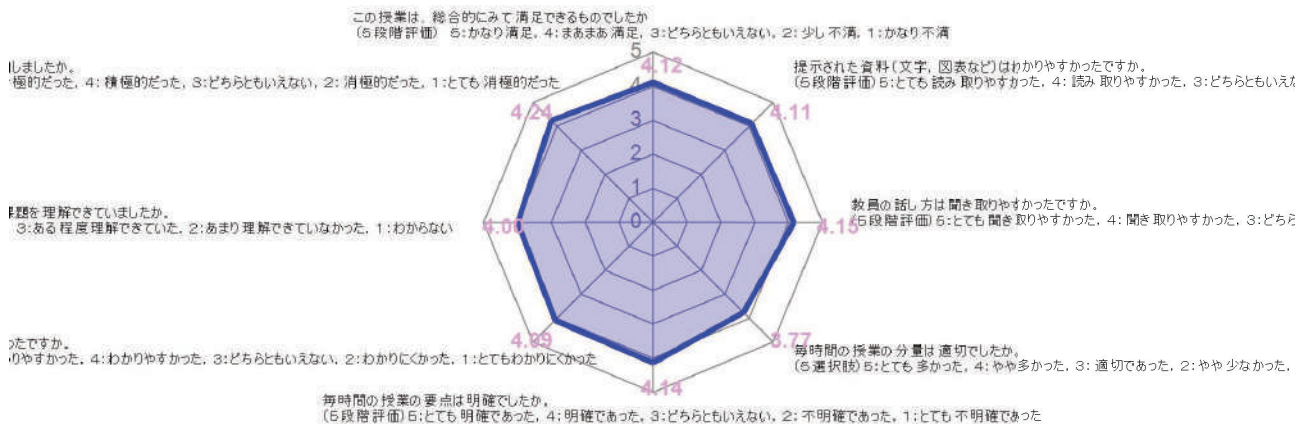 この授業は、総合的にみて満足できるものでしたか
(5段階評価) 5:かなり満足, 4:まあまあ満足, 3:どちらともいえない, 2:少し不満, 1:かなり不満
5
4.12
しましたか。
極的だった, 4:積極的だった, 3:どちらともいえない, 2:消極的だった, 1:とても消極的だった
提示された資料(文字, 図表など)はわかりやすかったですか。
(5段階評価)5:とても読み取りやすかった, 4:読み取りやすかった, 3:どちらともいえな
4
4.24
4.11
3
2
1
課題を理解できていましたか。
3:ある程度理解できていた, 2:あまり理解できていなかった, 1:わからない
4.00
0
教員の話し方は聞き取りやすかったですか。
4.15
(5段階評価)5:とても聞き取りやすかった, 4:聞き取りやすかった, 3:どちら
ったですか。
りやすかった, 4:わかりやすかった, 3:どちらともいえない, 2:わかりにくかった, 1:とてもわかりにくかった
4.09
3.77
毎時間の授業の分量は適切でしたか。
(5選択肢)5:とても多かった, 4:やや多かった, 3:適切であった, 2:やや少なかった,
4.14
毎時間の授業の要点は明確でしたか。
(5段階評価)5:とても明確であった, 4:明確であった, 3:どちらともいえない, 2:不明確であった, 1:とても不明確であった